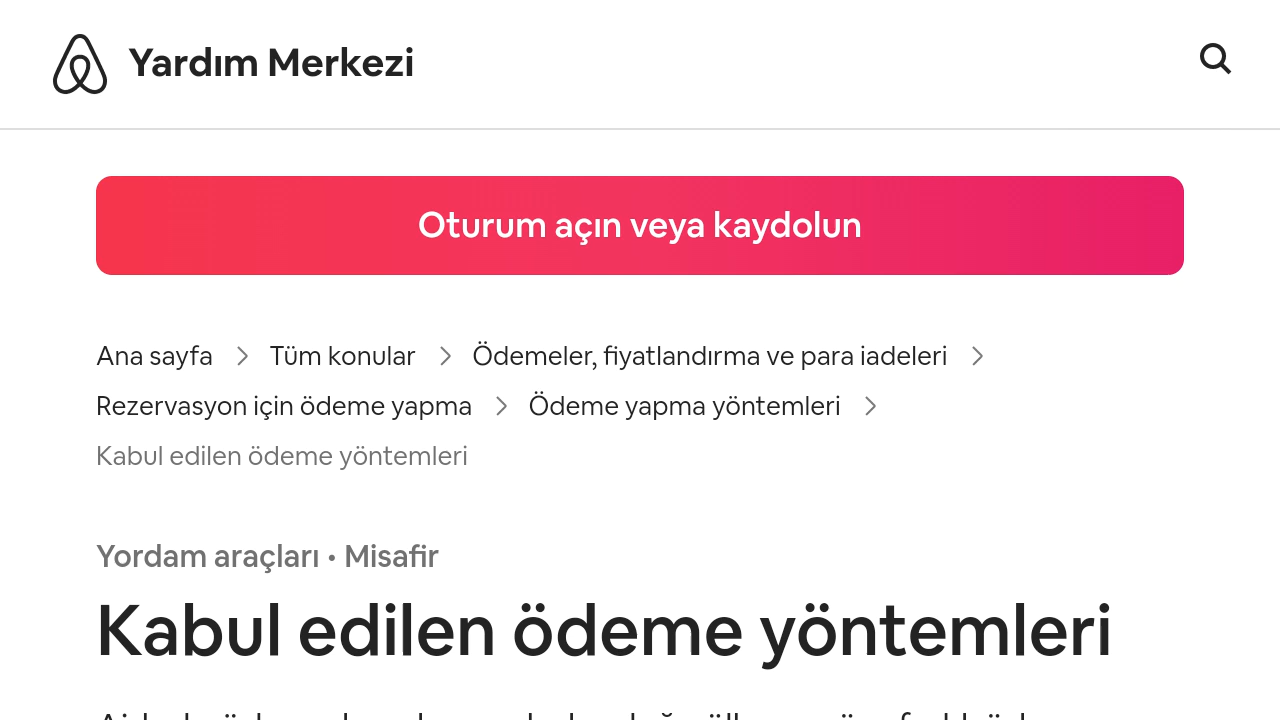 Yardım Merkezi
Oturum açın veya kaydolun
Ana sayfa
Tüm konular
Ödemeler, fiyatlandırma ve para iadeleri
Rezervasyon için ödeme yapma
Ödeme yapma yöntemleri
Kabul edilen ödeme yöntemleri
Yordam araçları • Misafir
Kabul edilen ödeme yöntemleri